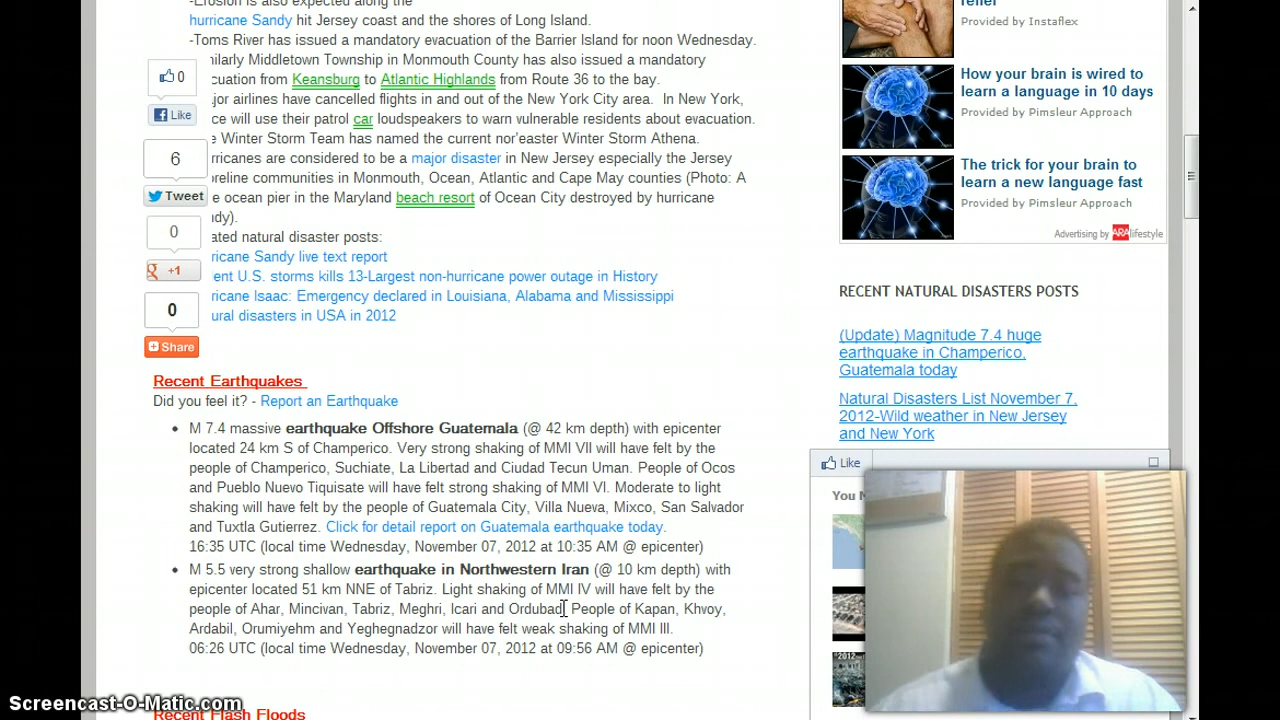 -Erosion is also expected along the
hurricane Sandy hit Jersey coast and the shores of Long Island.
-Toms River has issued a mandatory evacuation of the Barrier Island for noon Wednesday.
nilarly Middletown Township in Monmouth County has also issued a mandatory
cuation from Keansburg to Atlantic Highlands from Route 36 to the bay.
jor airlines have cancelled flights in and out of the New York City area. In New York,
ce will use their patrol car loudspeakers to warn vulnerable residents about evacuation.
e Winter Storm Team has named the current nor'easter Winter Storm Athena.
rricanes are considered to be a major disaster in New Jersey especially the Jersey
reline communities in Monmouth, Ocean, Atlantic and Cape May counties (Photo: A
e ocean pier in the Maryland beach resort of Ocean City destroyed by hurricane
dy).
ated natural disaster posts:
rricane Sandy live text report
ent U.S. storms kills 13-Largest non-hurricane power outage in History
rricane Isaac: Emergency declared in Louisiana, Alabama and Mississippi
ural disasters in USA in 2012
0
Like
6
Tweet
0
+1
0
Share
Recent Earthquakes
Did you feel it? - Report an Earthquake
M 7.4 massive earthquake Offshore Guatemala (@ 42 km depth) with epicenter
located 24 km S of Champerico. Very strong shaking of MMI VII will have felt by the
people of Champerico, Suchiate, La Libertad and Ciudad Tecun Uman. People of Ocos
and Pueblo Nuevo Tiquisate will have felt strong shaking of MMI VI. Moderate to light
shaking will have felt by the people of Guatemala City, Villa Nueva, Mixco, San Salvador
and Tuxtla Gutierrez. Click for detail report on Guatemala earthquake today.
16:35 UTC (local time Wednesday, November 07, 2012 at 10:35 AM @ epicenter)
M 5.5 very strong shallow earthquake in Northwestern Iran (@ 10 km depth) with
epicenter located 51 km NNE of Tabriz. Light shaking of MMI IV will have felt by the
people of Ahar, Mincivan, Tabriz, Meghri, Icari and Ordubad. People of Kapan, Khvoy,
Ardabil, Orumiyehm and Yeghegnadzor will have felt weak shaking of MMI III.
06:26 UTC (local time Wednesday, November 07, 2012 at 09:56 AM @ epicenter)
Recent Flash Floods
relief
Provided by Instaflex
How your brain is wired to
learn a language in 10 days
Provided by Pimsleur Approach
The trick for your brain to
learn a new language fast
Provided by Pimsleur Approach
Advertising by ARAlifestyle
RECENT NATURAL DISASTERS POSTS
(Update) Magnitude 7.4 huge
earthquake in Champerico,
Guatemala today
Natural Disasters List November 7,
2012-Wild weather in New Jersey
and New York
Like
You
Screencast-O-Matic.com